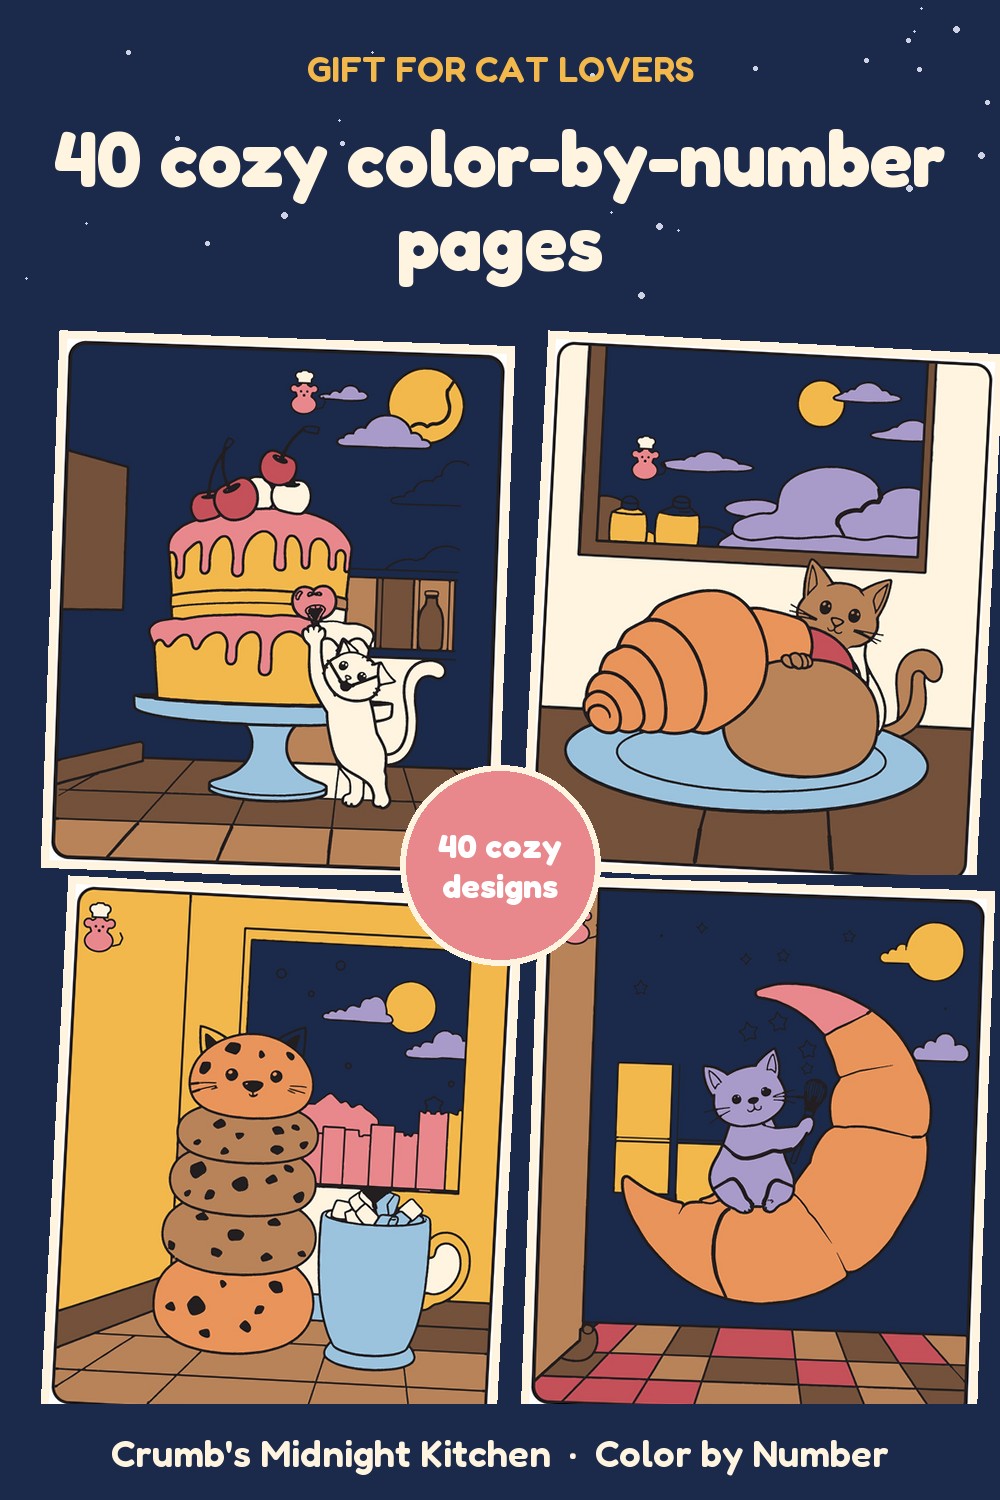 GIFT FOR CAT LOVERS
40 cozy color-by-number
pages
40 cozy
designs
Crumb's Midnight Kitchen · Color by Number